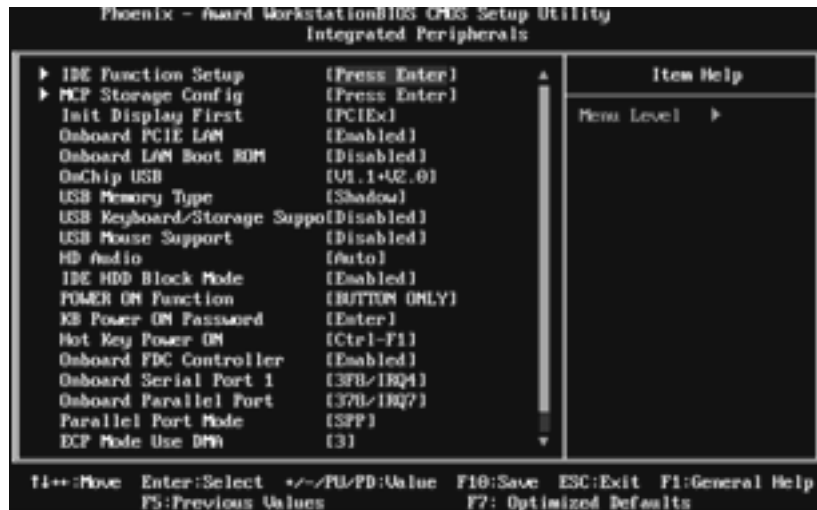 Phoenix - Award WorkstationBIOS CMOS Setup Utility
Integrated Peripherals
▶ IDE Function Setup [Press Enter]
▶ MCP Storage Config [Press Enter]
Init Display First [PCIEx]
Onboard PCIE LAN [Enabled]
Onboard LAN Boot ROM [Disabled]
OnChip USB [V1.1+V2.0]
USB Memory Type [Shadow]
USB Keyboard/Storage Suppo[Disabled]
USB Mouse Support [Disabled]
HD Audio [Auto]
IDE HDD Block Mode [Enabled]
POWER ON Function [BUTTON ONLY]
KB Power ON Password [Enter]
Hot Key Power ON [Ctrl-F1]
Onboard FDC Controller [Enabled]
Onboard Serial Port 1 [3F8/IRQ4]
Onboard Parallel Port [378/IRQ7]
Parallel Port Mode [SPP]
ECP Mode Use DMA [3]
Item Help
Menu Level ▶
↑↓↔:Move Enter:Select +/-/PU/PD:Value F10:Save ESC:Exit F1:General Help
F5:Previous Values F7: Optimized Defaults